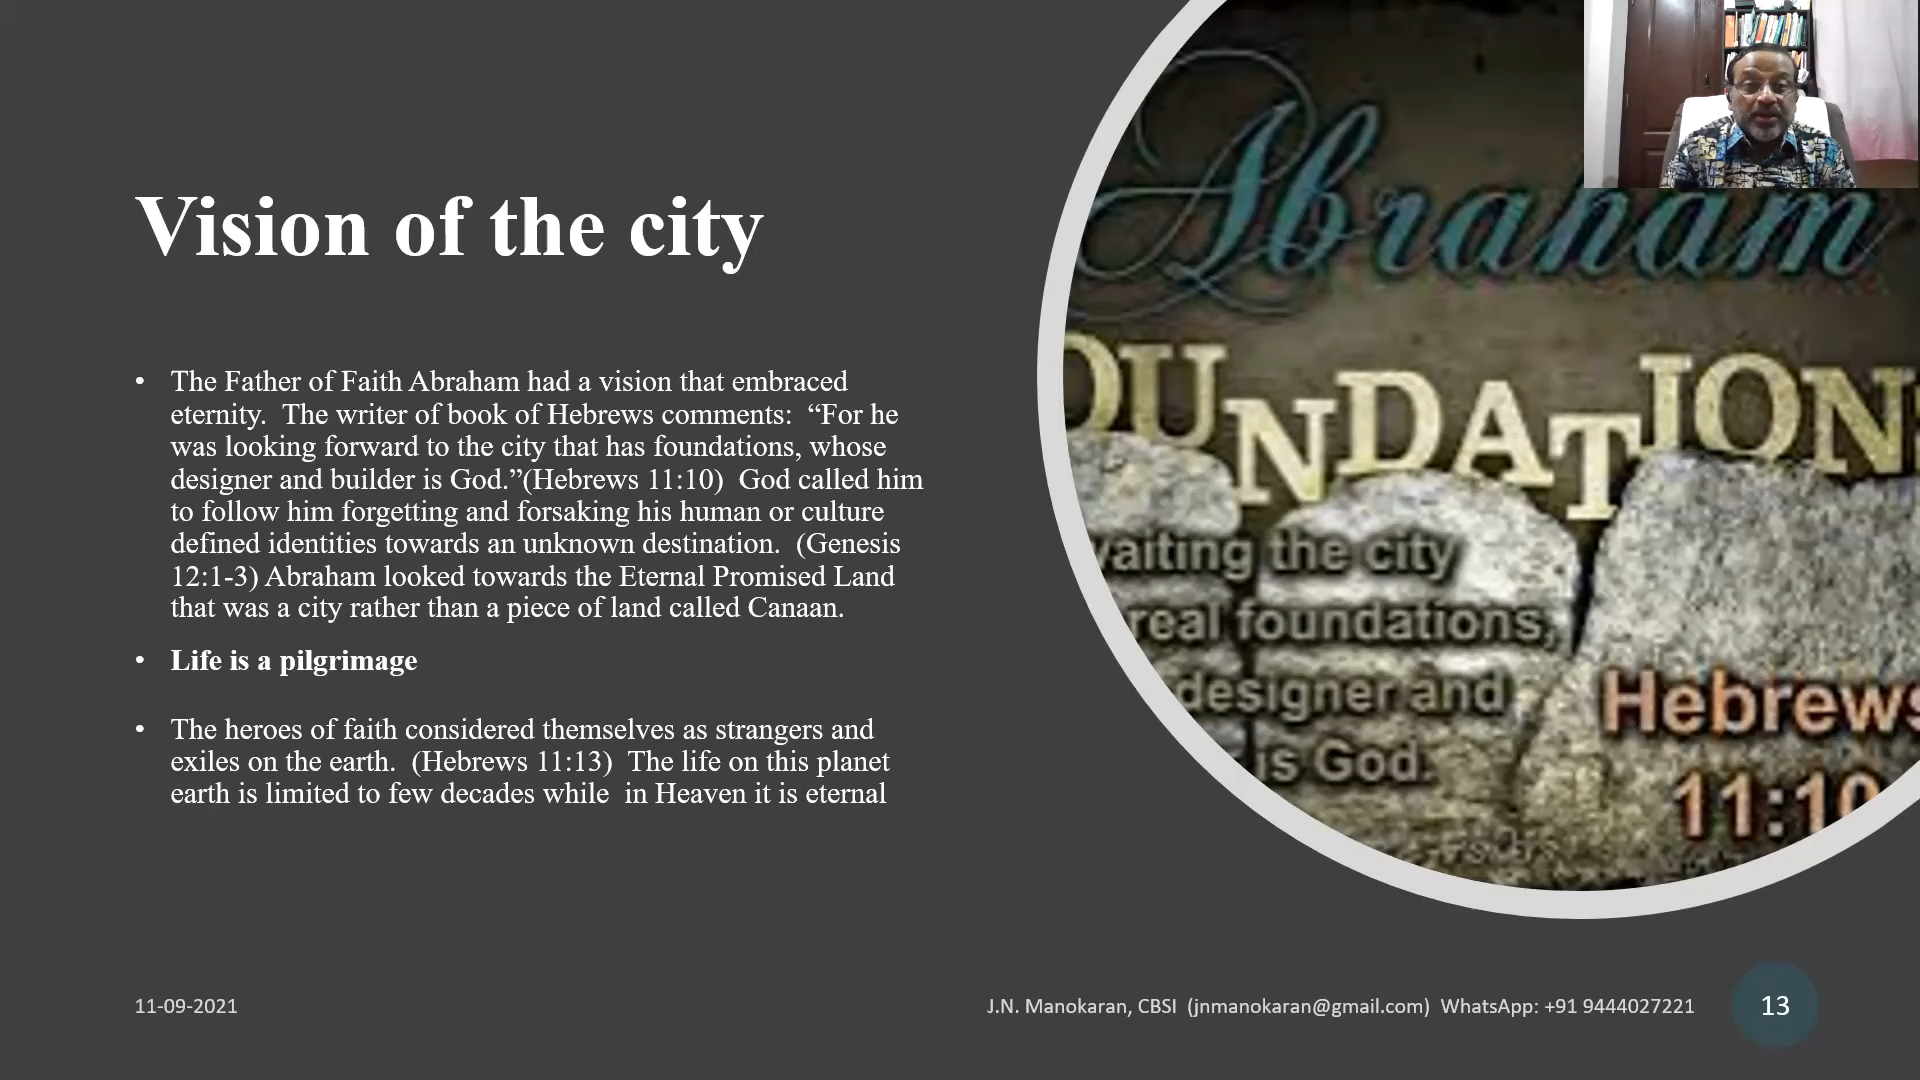 Vision of the city
• The Father of Faith Abraham had a vision that embraced
eternity.  The writer of book of Hebrews comments:  “For he
was looking forward to the city that has foundations, whose
designer and builder is God.”(Hebrews 11:10)  God called him
to follow him forgetting and forsaking his human or culture
defined identities towards an unknown destination.  (Genesis
12:1-3) Abraham looked towards the Eternal Promised Land
that was a city rather than a piece of land called Canaan.
• Life is a pilgrimage
• The heroes of faith considered themselves as strangers and
exiles on the earth.  (Hebrews 11:13)  The life on this planet
earth is limited to few decades while  in Heaven it is eternal
Abraham
OUNDATIONS
waiting the city
real foundations,
designer and
is God.
Hebrews
11:10
11-09-2021
J.N. Manokaran, CBSI  (jnmanokaran@gmail.com)  WhatsApp: +91 9444027221
13